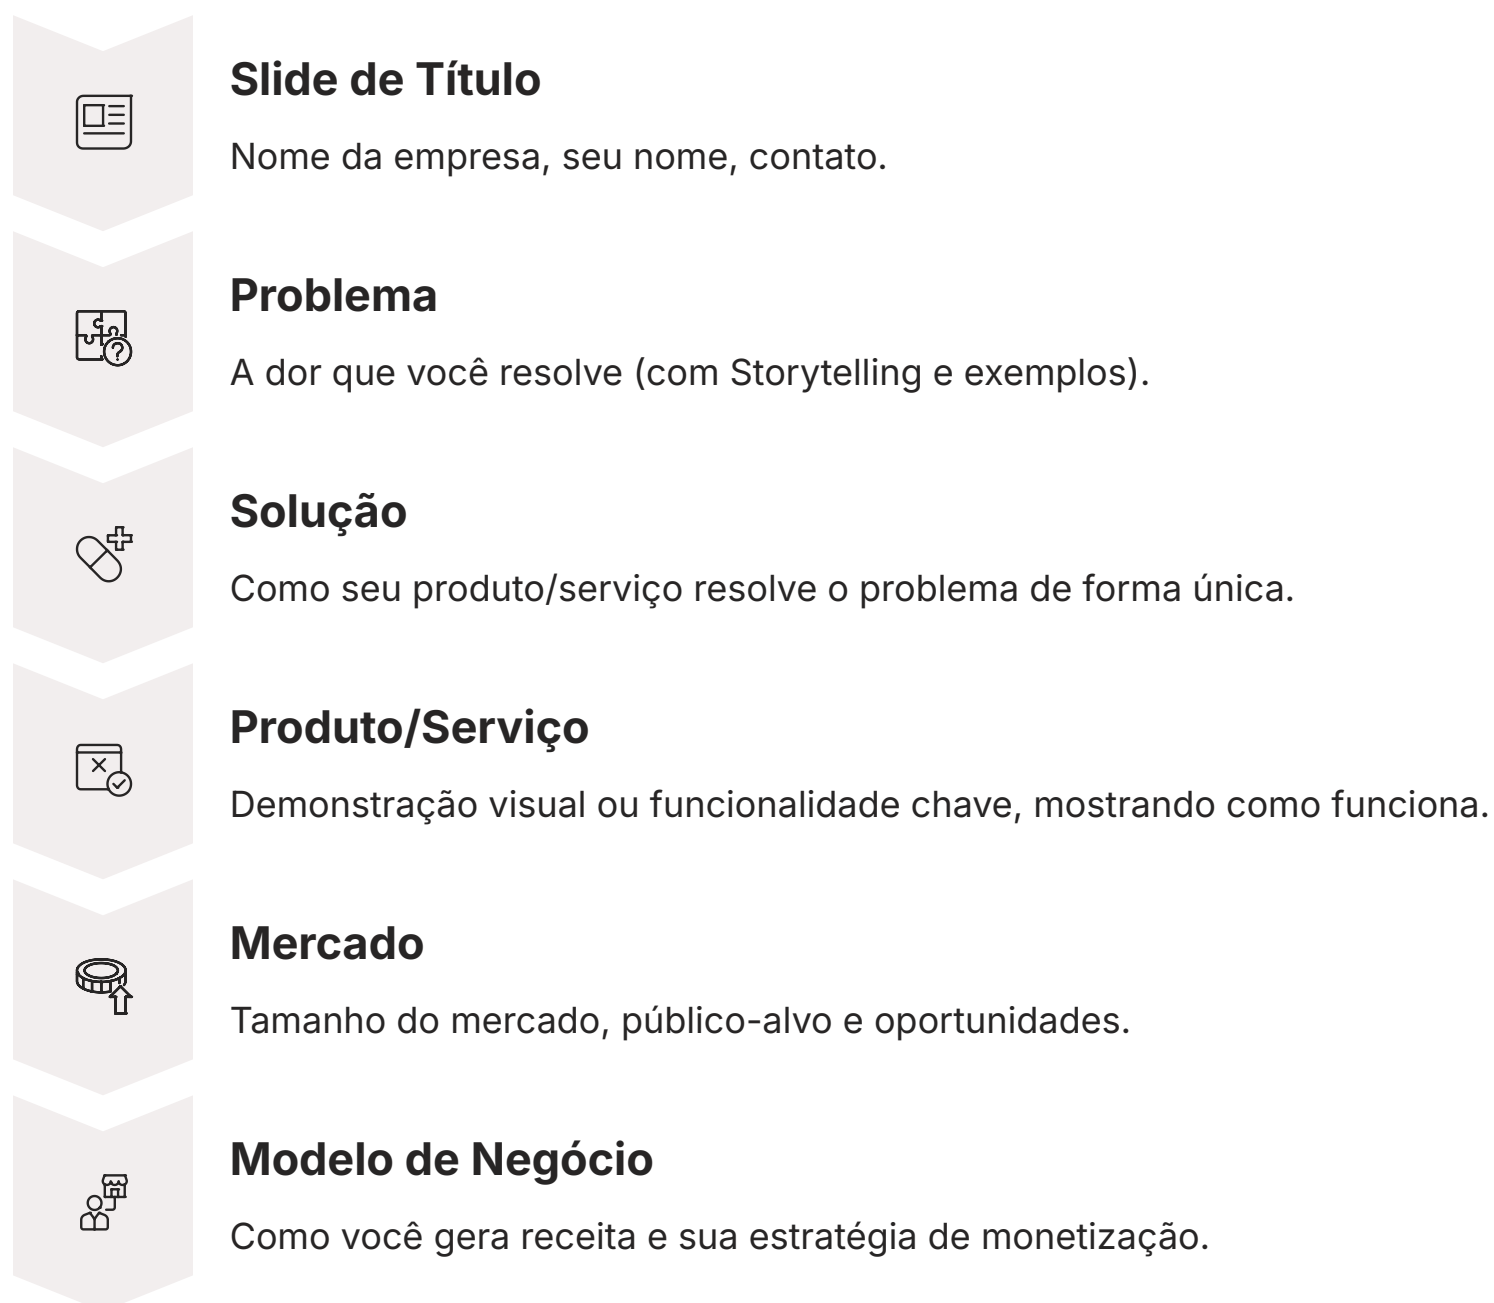 Slide de Título
Nome da empresa, seu nome, contato.
Problema
A dor que você resolve (com Storytelling e exemplos).
Solução
Como seu produto/serviço resolve o problema de forma única.
Produto/Serviço
Demonstração visual ou funcionalidade chave, mostrando como funciona.
Mercado
Tamanho do mercado, público-alvo e oportunidades.
Modelo de Negócio
Como você gera receita e sua estratégia de monetização.